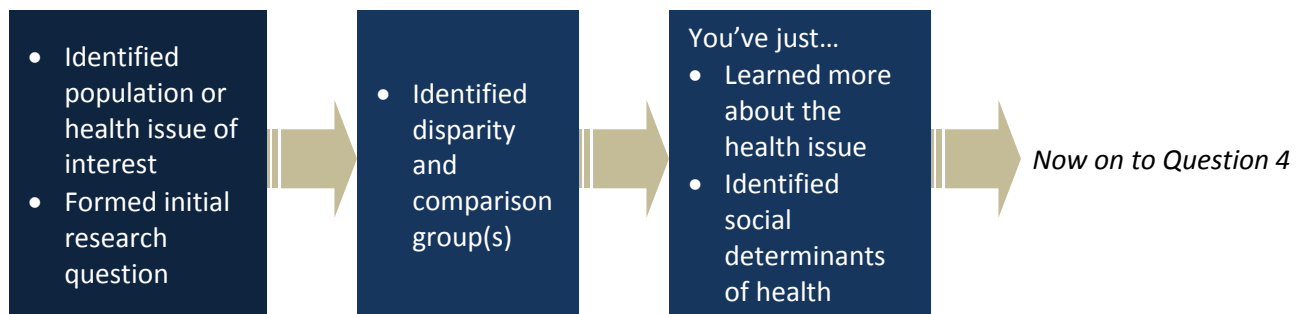 • Identified
population or
health issue of
interest
• Formed initial
research
question
• Identified
disparity
and
comparison
group(s)
You’ve just…
• Learned more
about the
health issue
• Identified
social
determinants
of health
Now on to Question 4